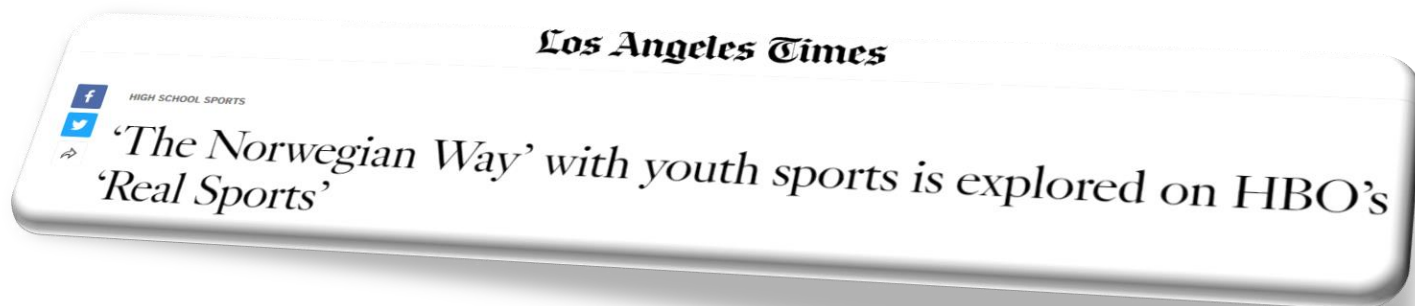 Los Angeles Times
HIGH SCHOOL SPORTS
‘The Norwegian Way’ with youth sports is explored on HBO’s
‘Real Sports’